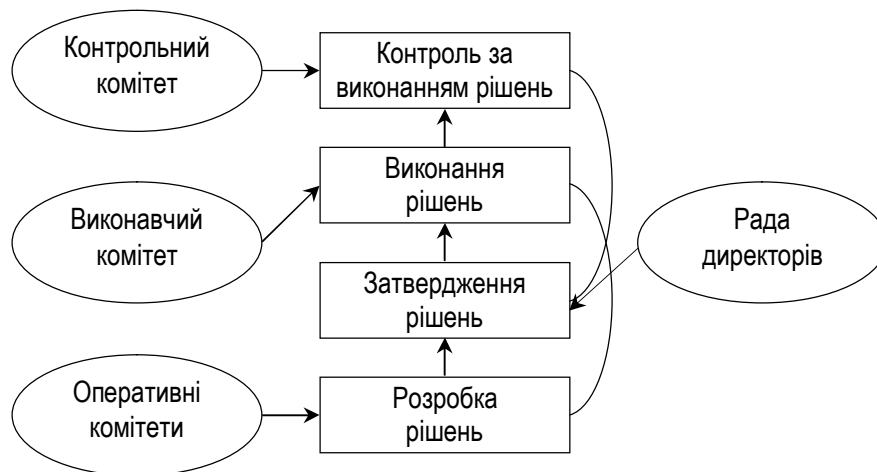 Контрольний
комітет
Контроль за
виконанням рішень
Виконавчий
комітет
Виконання
рішень
Рада
директорів
Затвердження
рішень
Оперативні
комітети
Розробка
рішень